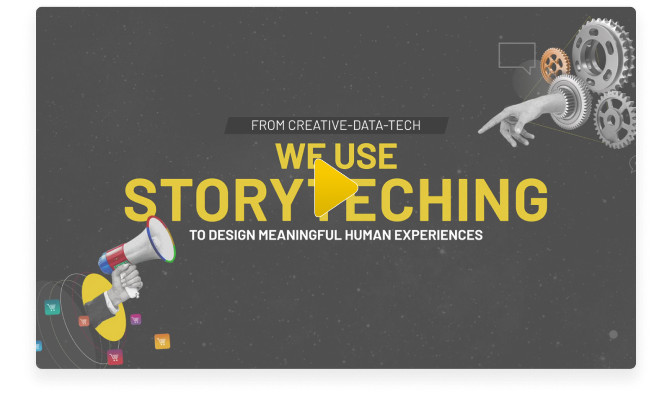 FROM CREATIVE-DATA-TECH
WE USE
STORYTECHING
TO DESIGN MEANINGFUL HUMAN EXPERIENCES